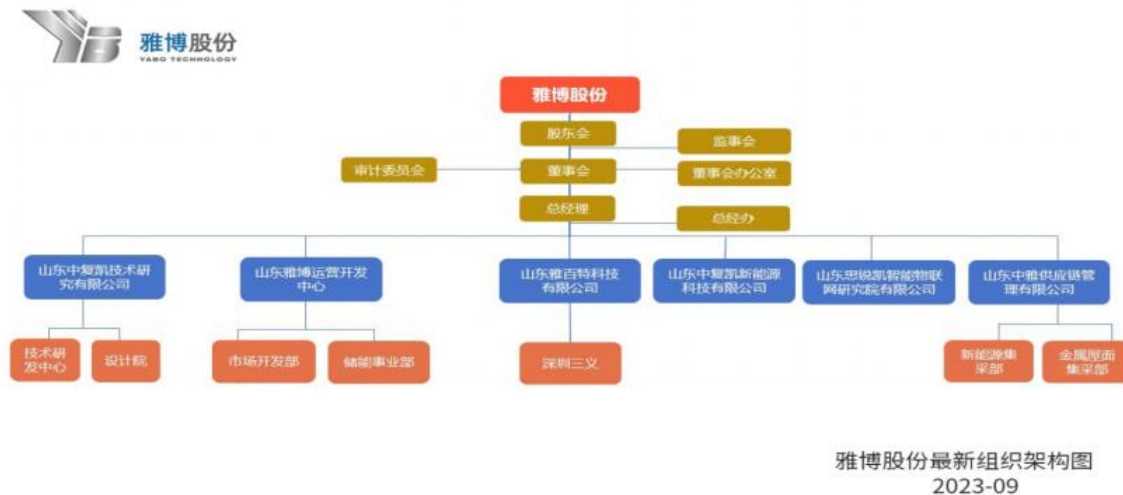 雅博股份
YABO TECHNOLOGY
雅博股份
股东会
监事会
审计委员会
董事会
董事会办公室
总经理
总经办
山东中复凯技术研
究有限公司
山东雅博运营开发
中心
山东雅百特科技
有限公司
山东中复凯新能源
科技有限公司
山东思锐凯智能物联
网研究院有限公司
山东中雅供应链管
理有限公司
技术研
发中心
设计院
市场开发部
储能事业部
深圳三义
新能源集
采部
金属屋面
集采部
雅博股份最新组织架构图
2023-09